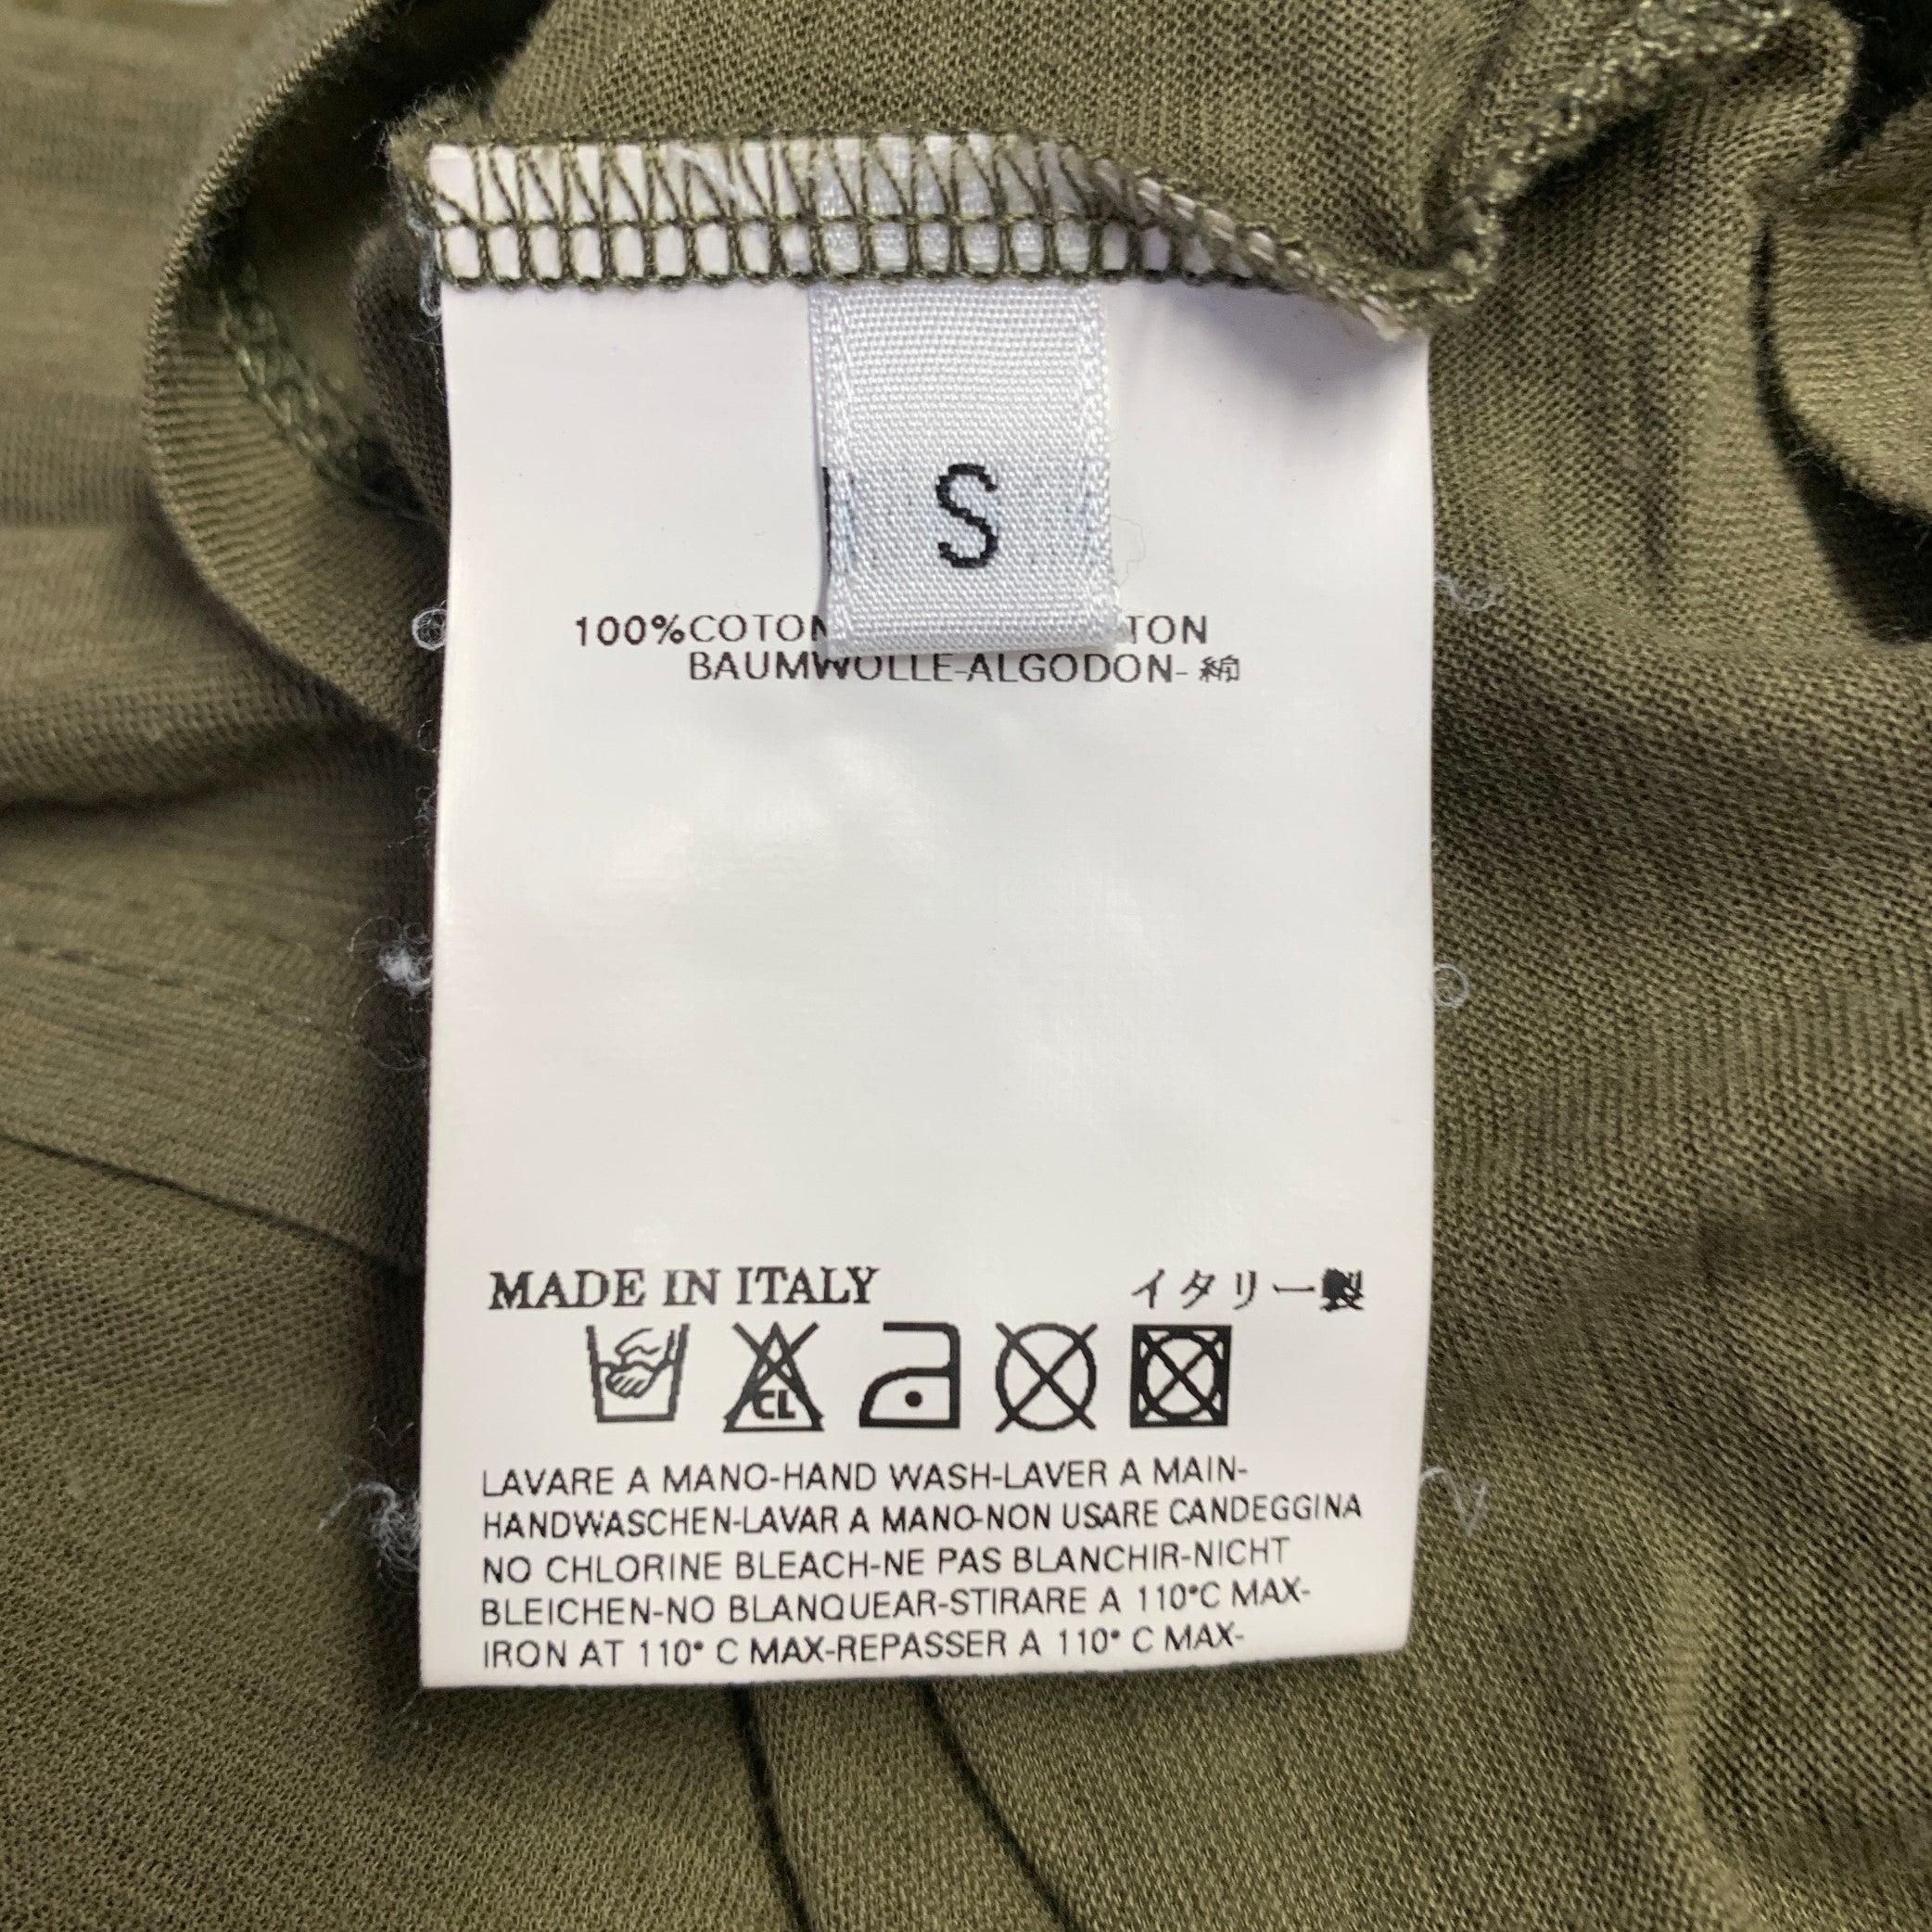 S
100%COTON TON
BAUMWOLLE-ALGODON-綿
MADE IN ITALY イタリー製
CL
LAVARE A MANO-HAND WASH-LAVER A MAIN-
HANDWASCHEN-LAVAR A MANO-NON USARE CANDEGGINA
NO CHLORINE BLEACH-NE PAS BLANCHIR-NICHT
BLEICHEN-NO BLANQUEAR-STIRARE A 110°C MAX-
IRON AT 110° C MAX-REPASSER A 110° C MAX-